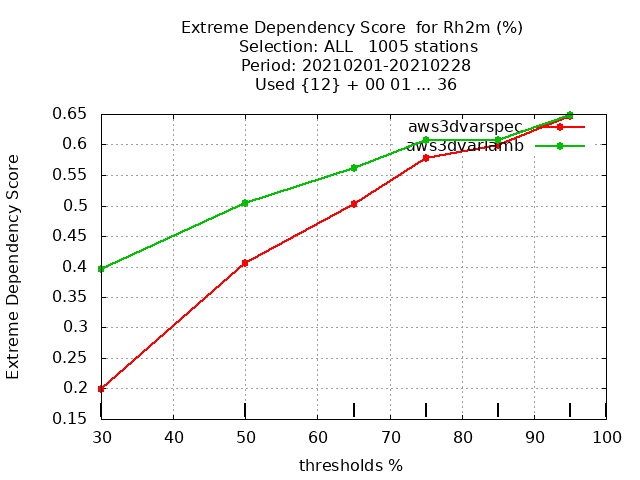 Extreme Dependency Score  for Rh2m (%)
Selection: ALL   1005 stations
Period: 20210201-20210228
Used {12} + 00 01 ... 36
aws3dvarspec
aws3dvarlamb
Extreme Dependency Score
0.65
0.6
0.55
0.5
0.45
0.4
0.35
0.3
0.25
0.2
0.15
30 40 50 60 70 80 90 100
thresholds %